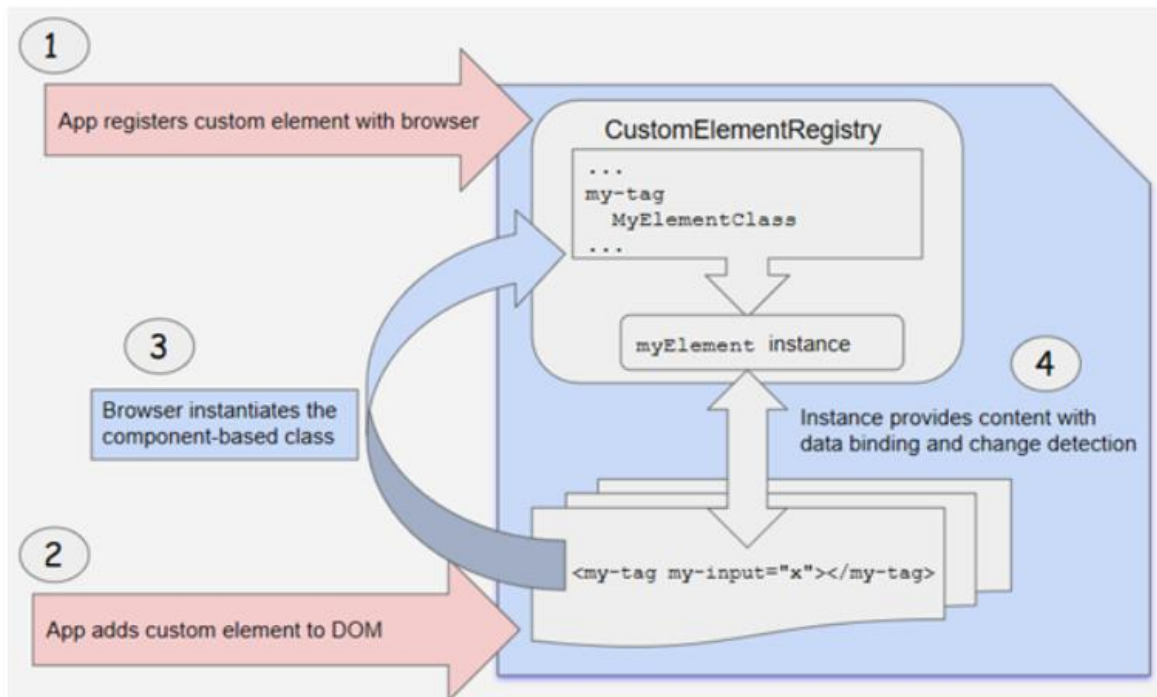 1
App registers custom element with browser
CustomElementRegistry
...
my-tag
MyElementClass
...
myElement instance
3
Browser instantiates the
component-based class
4
Instance provides content with
data binding and change detection
2
<my-tag my-input="x"></my-tag>
App adds custom element to DOM